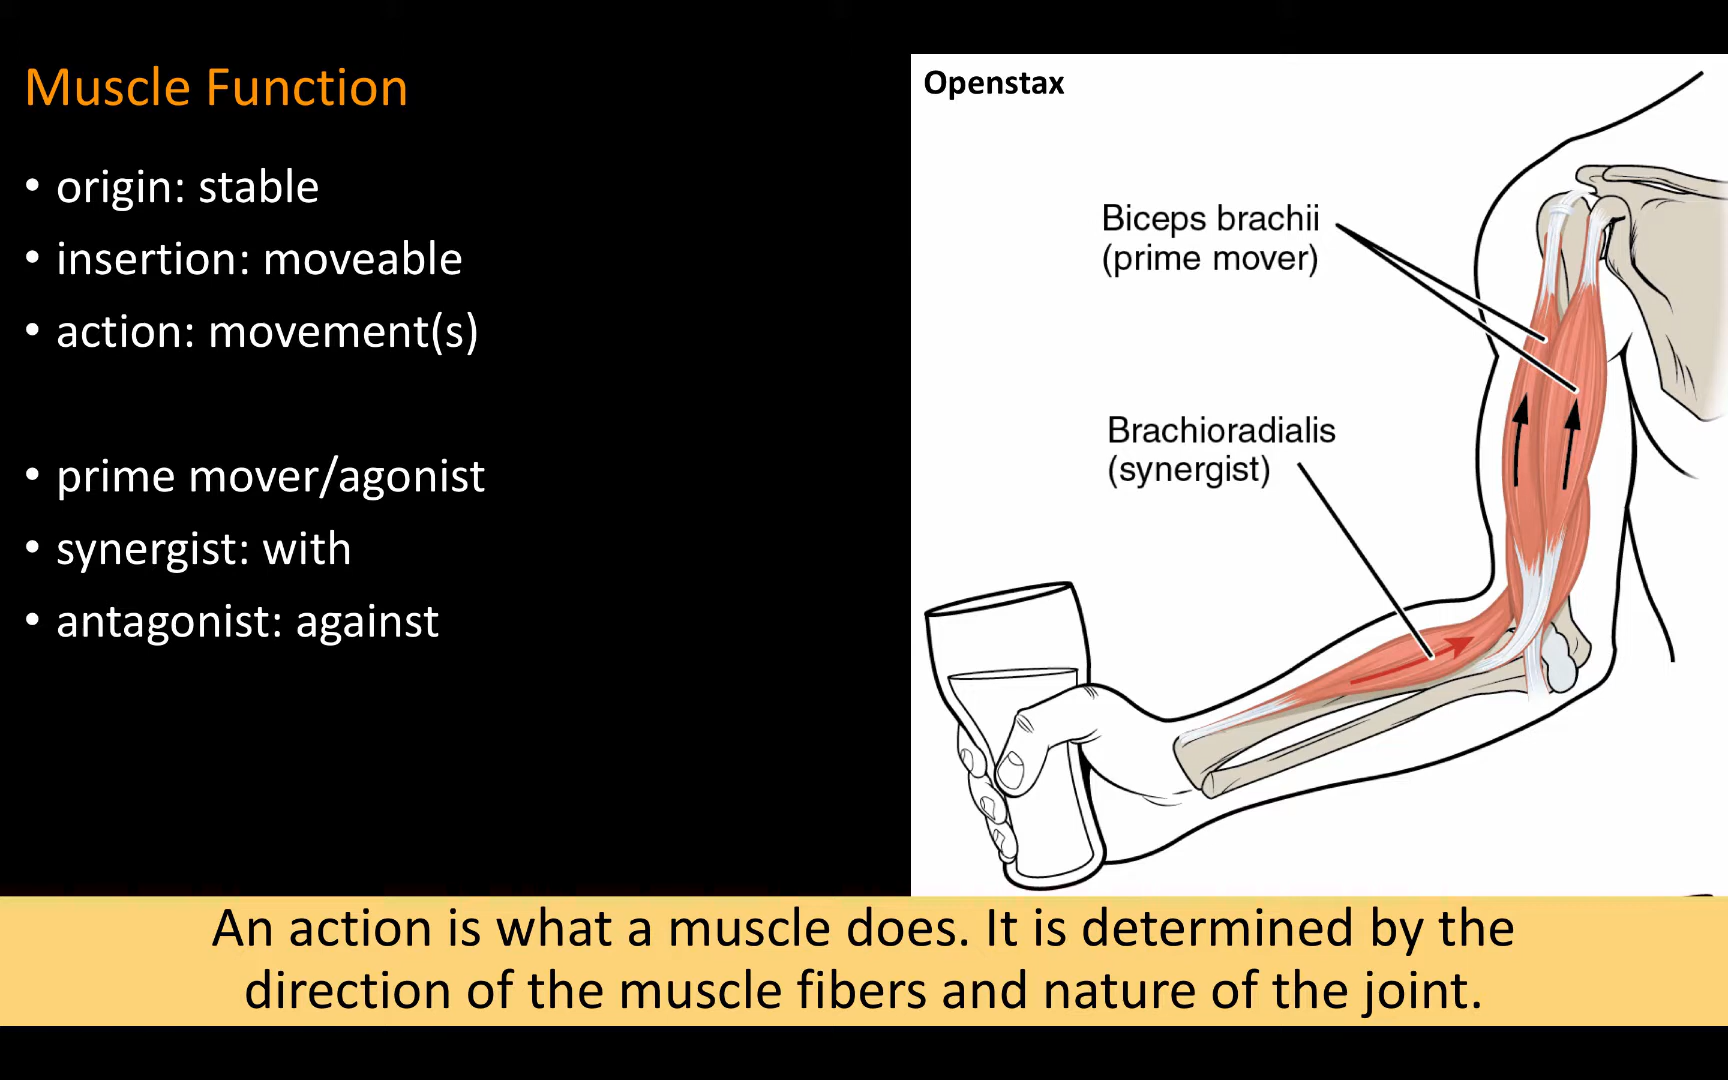 Muscle Function
• origin: stable
• insertion: moveable
• action: movement(s)
• prime mover/agonist
• synergist: with
• antagonist: against
Openstax
Biceps brachii
(prime mover)
Brachioradialis
(synergist)
An action is what a muscle does. It is determined by the
direction of the muscle fibers and nature of the joint.